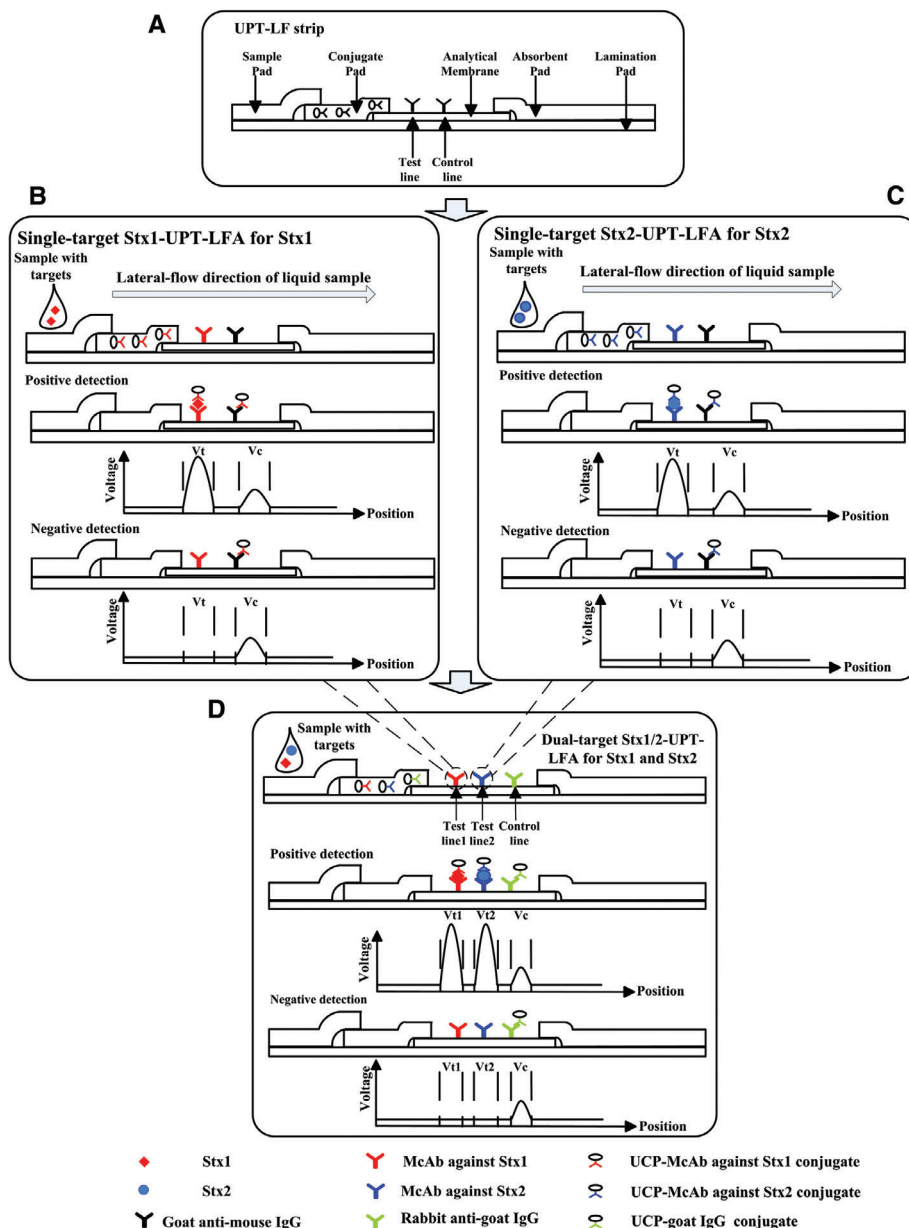 A
UPT-LF strip
Sample Pad
Conjugate Pad
Analytical Membrane
Absorbent Pad
Lamination Pad
Test line
Control line
B
Single-target Stx1-UPT-LFA for Stx1
Sample with targets
Lateral-flow direction of liquid sample
Positive detection
Vt
Vc
Voltage
Position
Negative detection
Vt
Vc
Voltage
Position
C
Single-target Stx2-UPT-LFA for Stx2
Sample with targets
Lateral-flow direction of liquid sample
Positive detection
Vt
Vc
Voltage
Position
Negative detection
Vt
Vc
Voltage
Position
D
Sample with targets
Dual-target Stx1/2-UPT-
LFA for Stx1 and Stx2
Test line1
Test line2
Control line
Positive detection
Vt1
Vt2
Vc
Voltage
Position
Negative detection
Vt1
Vt2
Vc
Voltage
Position
Stx1
McAb against Stx1
UCP-McAb against Stx1 conjugate
Stx2
McAb against Stx2
UCP-McAb against Stx2 conjugate
Goat anti-mouse IgG
Rabbit anti-goat IgG
UCP-goat IgG conjugate